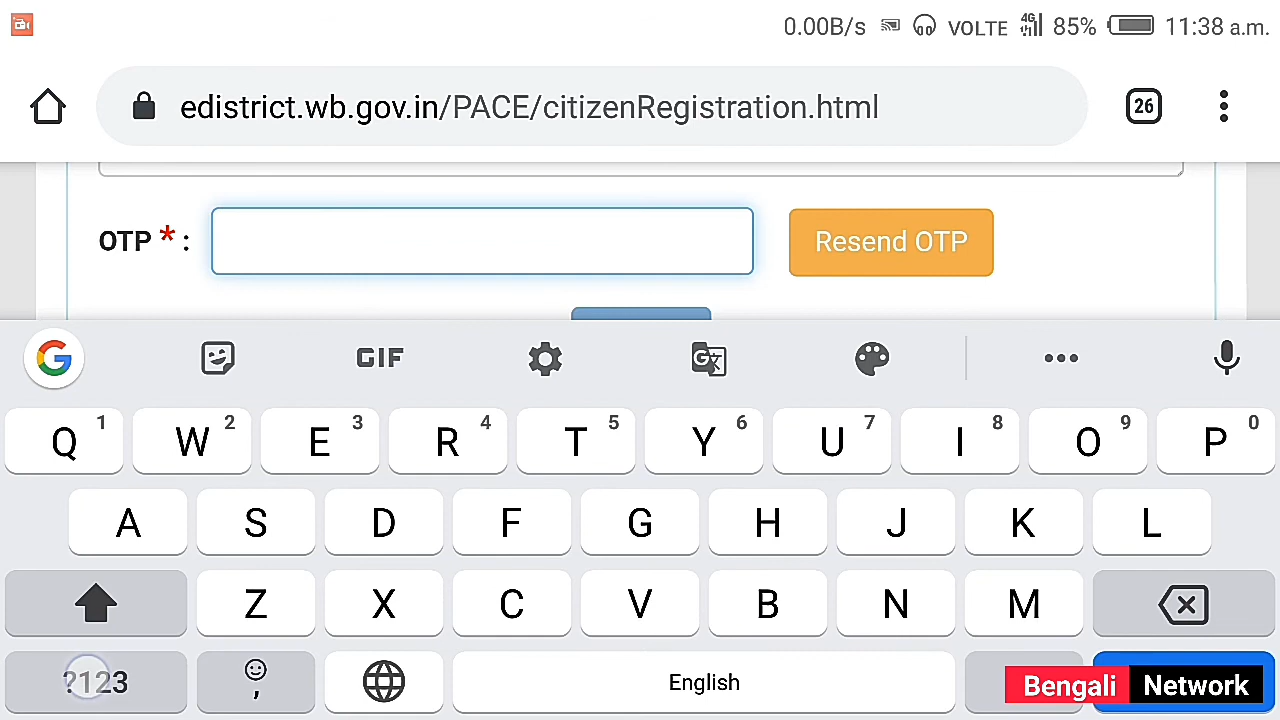 0.00B/s VOLTE 4G 85% 11:38 a.m.
edistrict.wb.gov.in/PACE/citizenRegistration.html 26
OTP * : Resend OTP
G GIF
Q 1 W 2 E 3 R 4 T 5 Y 6 U 7 I 8 O 9 P 0
A S D F G H J K L
Z X C V B N M
?123 , English Bengali Network